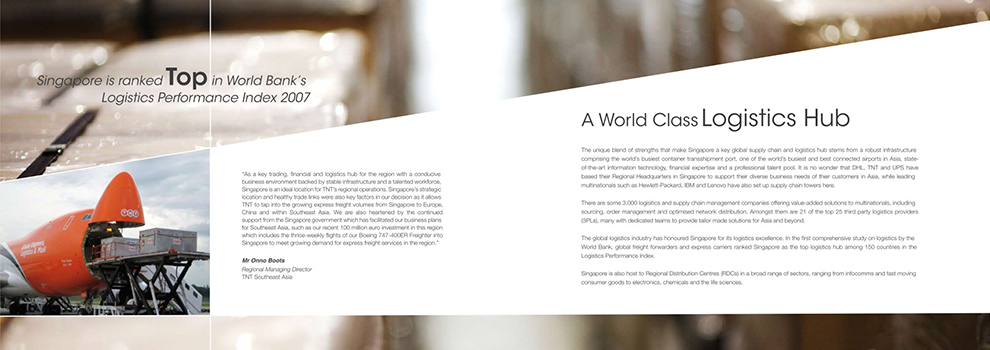 Singapore is ranked Top in World Bank's
Logistics Performance Index 2007
TNT
"As a key trading, financial and logistics hub for the region with a conducive
business environment backed by stable infrastructure and a talented workforce,
Singapore is an ideal location for TNT's regional operations. Singapore's strategic
location and healthy trade links were also key factors in our decision as it allows
TNT to tap into the growing express freight volumes from Singapore to Europe,
China and within Southeast Asia. We are also heartened by the continued
support from the Singapore government which has facilitated our business plans
for Southeast Asia, such as our recent 100 million euro investment in this region
which includes the thrice-weekly flights of our Boeing 747-400ER Freighter into
Singapore to meet growing demand for express freight services in the region."
Mr Onno Boots
Regional Managing Director
TNT Southeast Asia
A World Class Logistics Hub
The unique blend of strengths that make Singapore a key global supply chain and logistics hub stems from a robust infrastructure
comprising the world's busiest container transshipment port, one of the world's busiest and best connected airports in Asia, state-
of-the-art information technology, financial expertise and a professional talent pool. It is no wonder that DHL, TNT and UPS have
based their Regional Headquarters in Singapore to support their diverse business needs of their customers in Asia, while leading
multinationals such as Hewlett-Packard, IBM and Lenovo have also set up supply chain towers here.
There are some 3,000 logistics and supply chain management companies offering value-added solutions to multinationals, including
sourcing, order management and optimised network distribution. Amongst them are 21 of the top 25 third party logistics providers
(3PLs), many with dedicated teams to provide tailor made solutions for Asia and beyond.
The global logistics industry has honoured Singapore for its logistics excellence. In the first comprehensive study on logistics by the
World Bank, global freight forwarders and express carriers ranked Singapore as the top logistics hub among 150 countries in the
Logistics Performance Index.
Singapore is also host to Regional Distribution Centres (RDCs) in a broad range of sectors, ranging from infocomms and fast moving
consumer goods to electronics, chemicals and the life sciences.